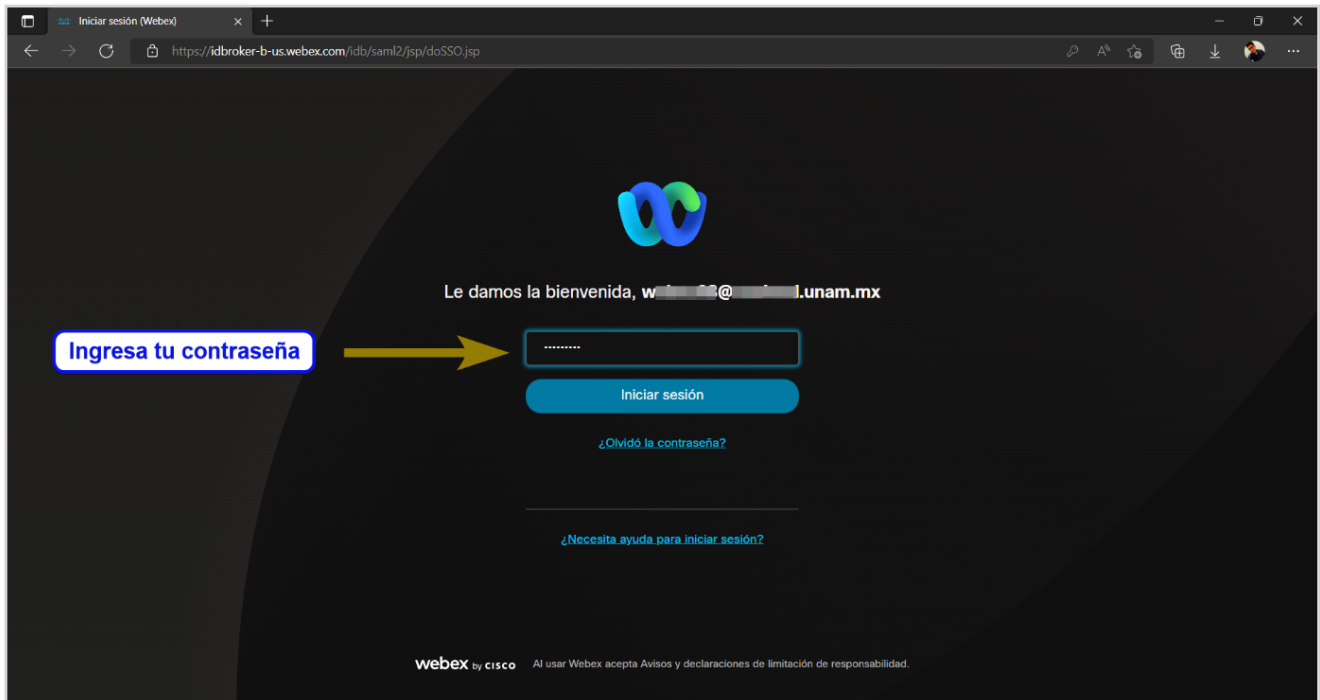 Iniciar sesión (Webex)
https://idbroker-b-us.webex.com/idb/saml2/jsp/doSSO.jsp
Le damos la bienvenida, w @ .unam.mx
Ingresa tu contraseña
Iniciar sesión
¿Olvidó la contraseña?
¿Necesita ayuda para iniciar sesión?
webex by CISCO Al usar Webex acepta Avisos y declaraciones de limitación de responsabilidad.